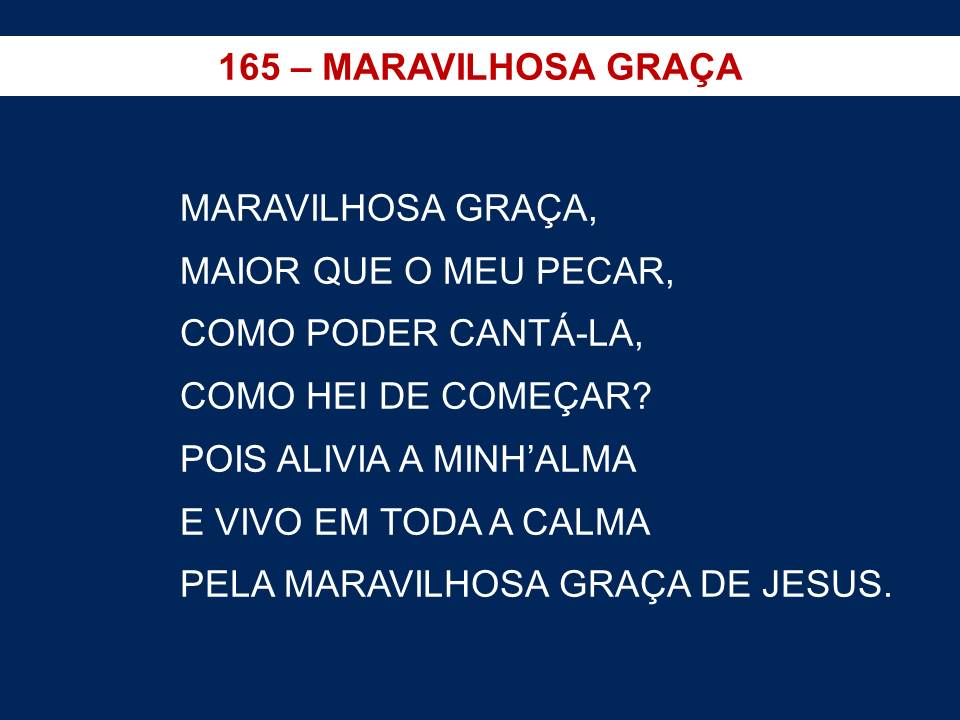 165 – MARAVILHOSA GRAÇA
MARAVILHOSA GRAÇA,
MAIOR QUE O MEU PECAR,
COMO PODER CANTÁ-LA,
COMO HEI DE COMEÇAR?
POIS ALIVIA A MINH’ALMA
E VIVO EM TODA A CALMA
PELA MARAVILHOSA GRAÇA DE JESUS.